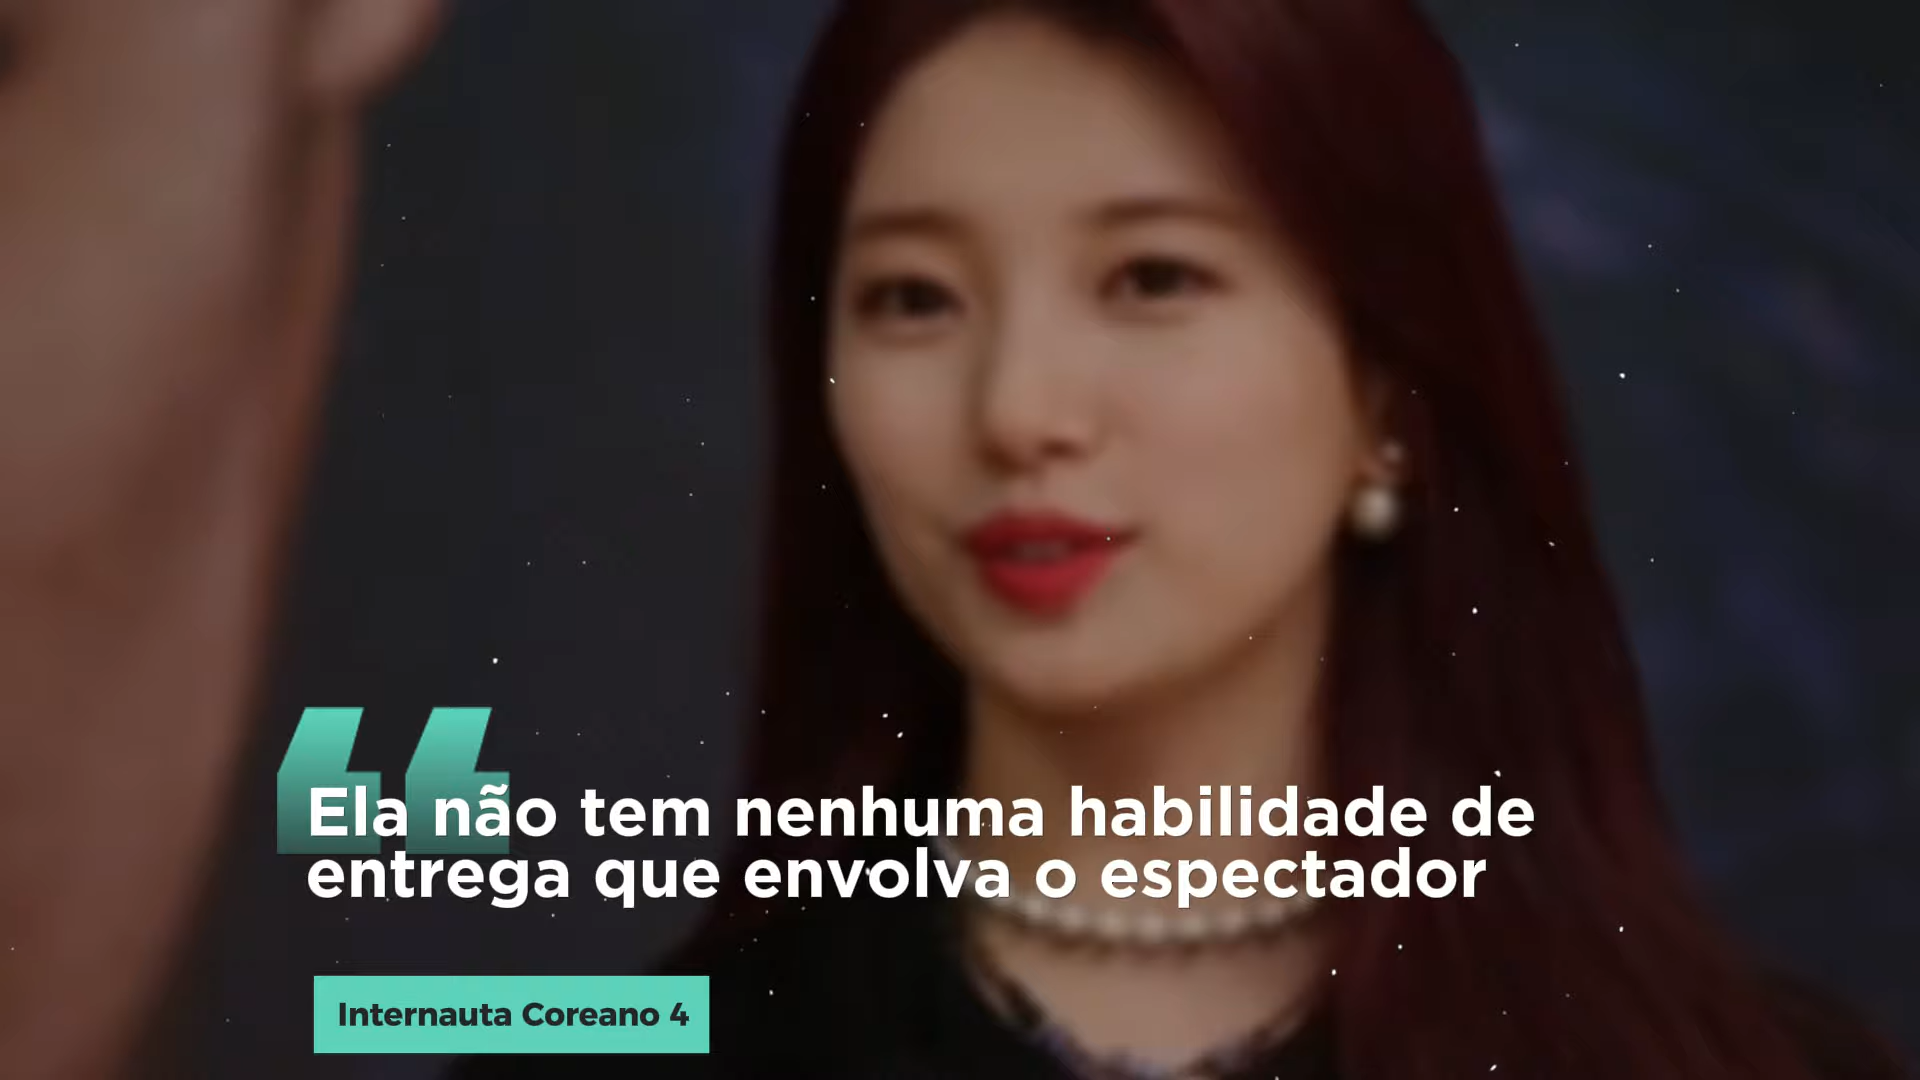 Ela não tem nenhuma habilidade de
entrega que envolva o espectador
Internauta Coreano 4